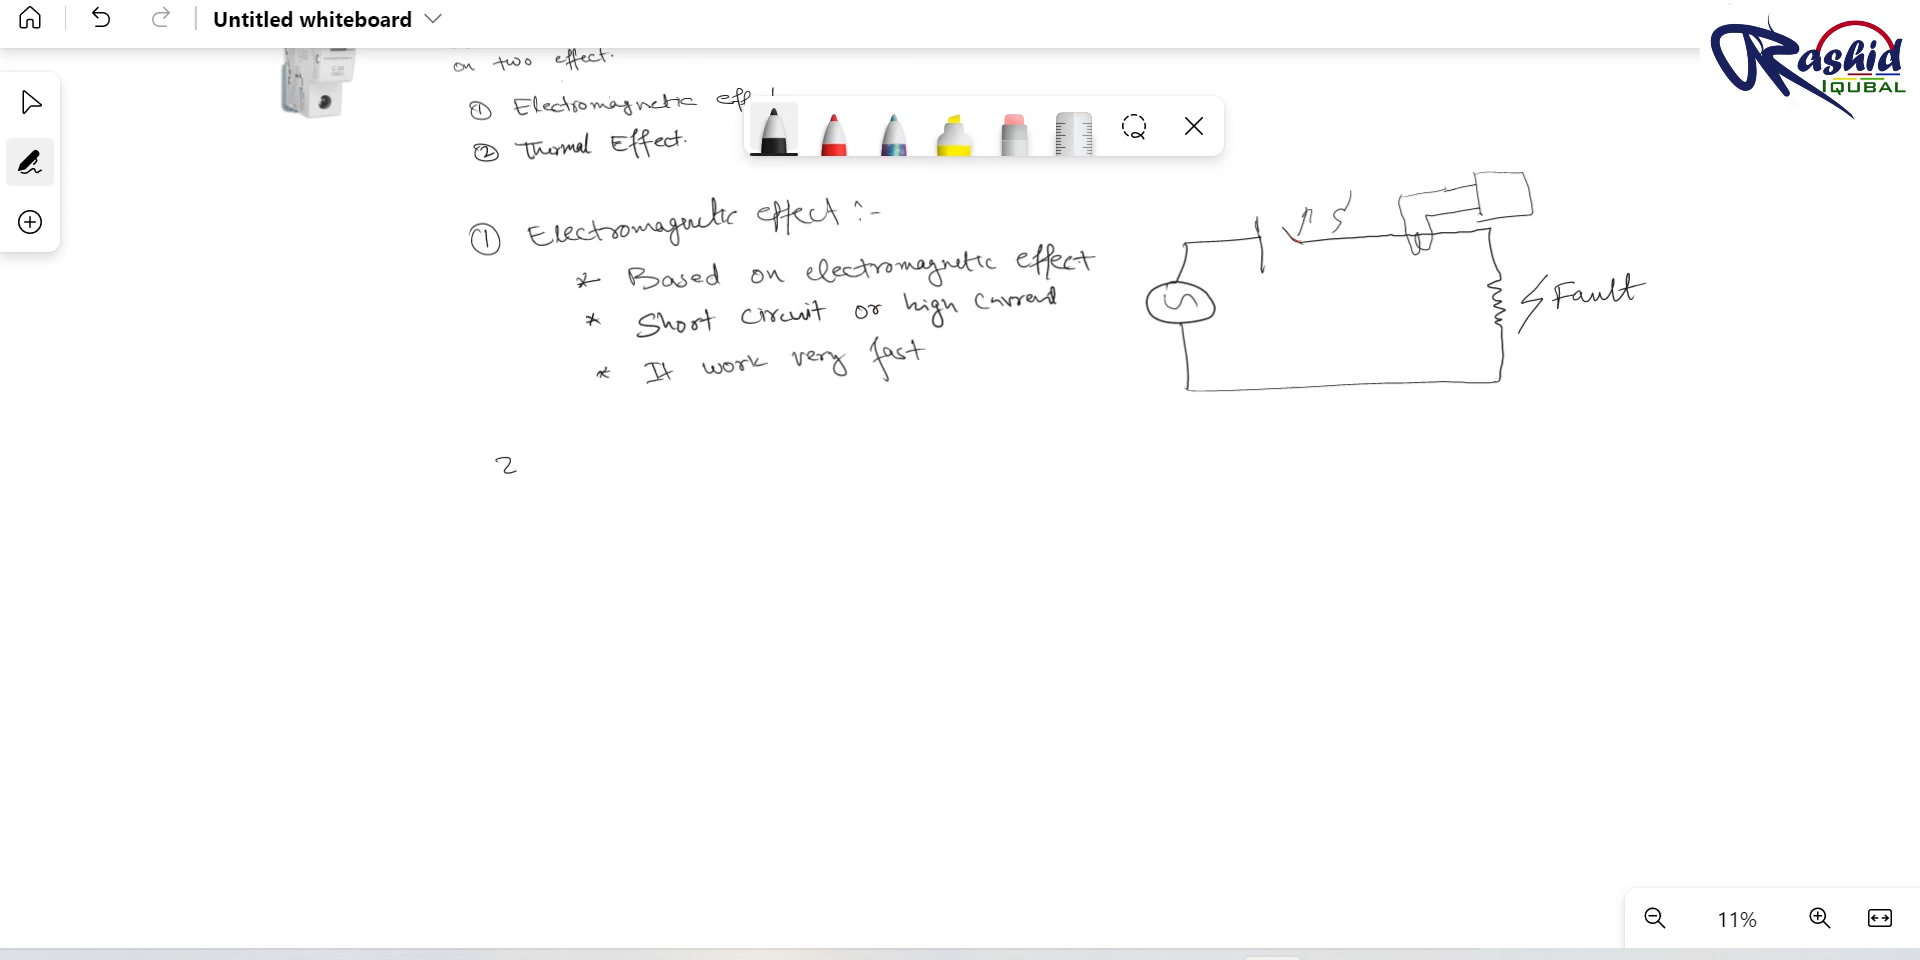 Untitled whiteboard
Rashid
IQUBAL
on two effect.
① Electromagnetic eff
② Thermal Effect.
① Electromagnetic effect :-
* Based on electromagnetic effect
* Short circuit or high current
* It work very fast
S
Fault
2
11%